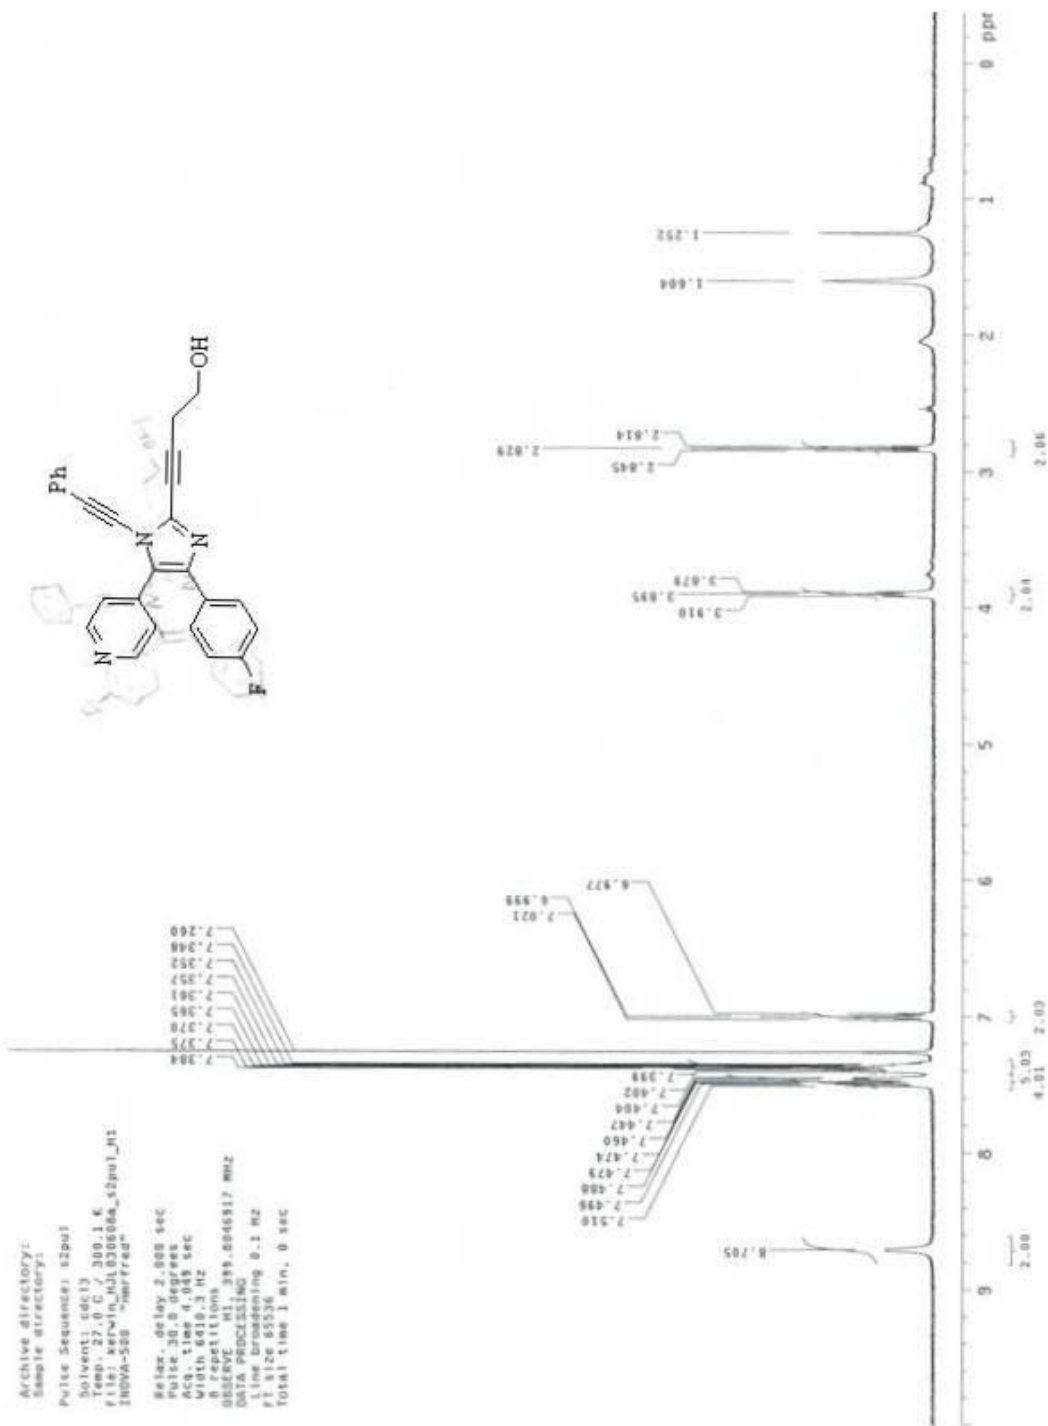 Archive directory:
Sample directory:
Pulse Sequence: s2pul
Solvent: cdcl3
Temp. 27.0 C / 300.1 K
INOVA-500 "nmrfred"
Relax. delay 2.000 sec
Pulse 30.0 degrees
Acq. time 4.049 sec
Width 6410.3 Hz
8 repetitions
OBSERVE H1, 399.8046917 MHz
DATA PROCESSING
Line broadening 0.1 Hz
FT size 65536
Total time 1 min, 0 sec
N
F
N
N
Ph
OH
8.705
7.510
7.496
7.488
7.479
7.474
7.460
7.447
7.404
7.402
7.399
7.384
7.375
7.370
7.365
7.361
7.357
7.352
7.348
7.260
7.021
6.999
6.977
3.910
3.895
3.879
2.845
2.829
2.814
1.604
1.252
9 8 7 6 5 4 3 2 1 0 ppm
2.00 4.01 5.03 2.03 2.04 2.06